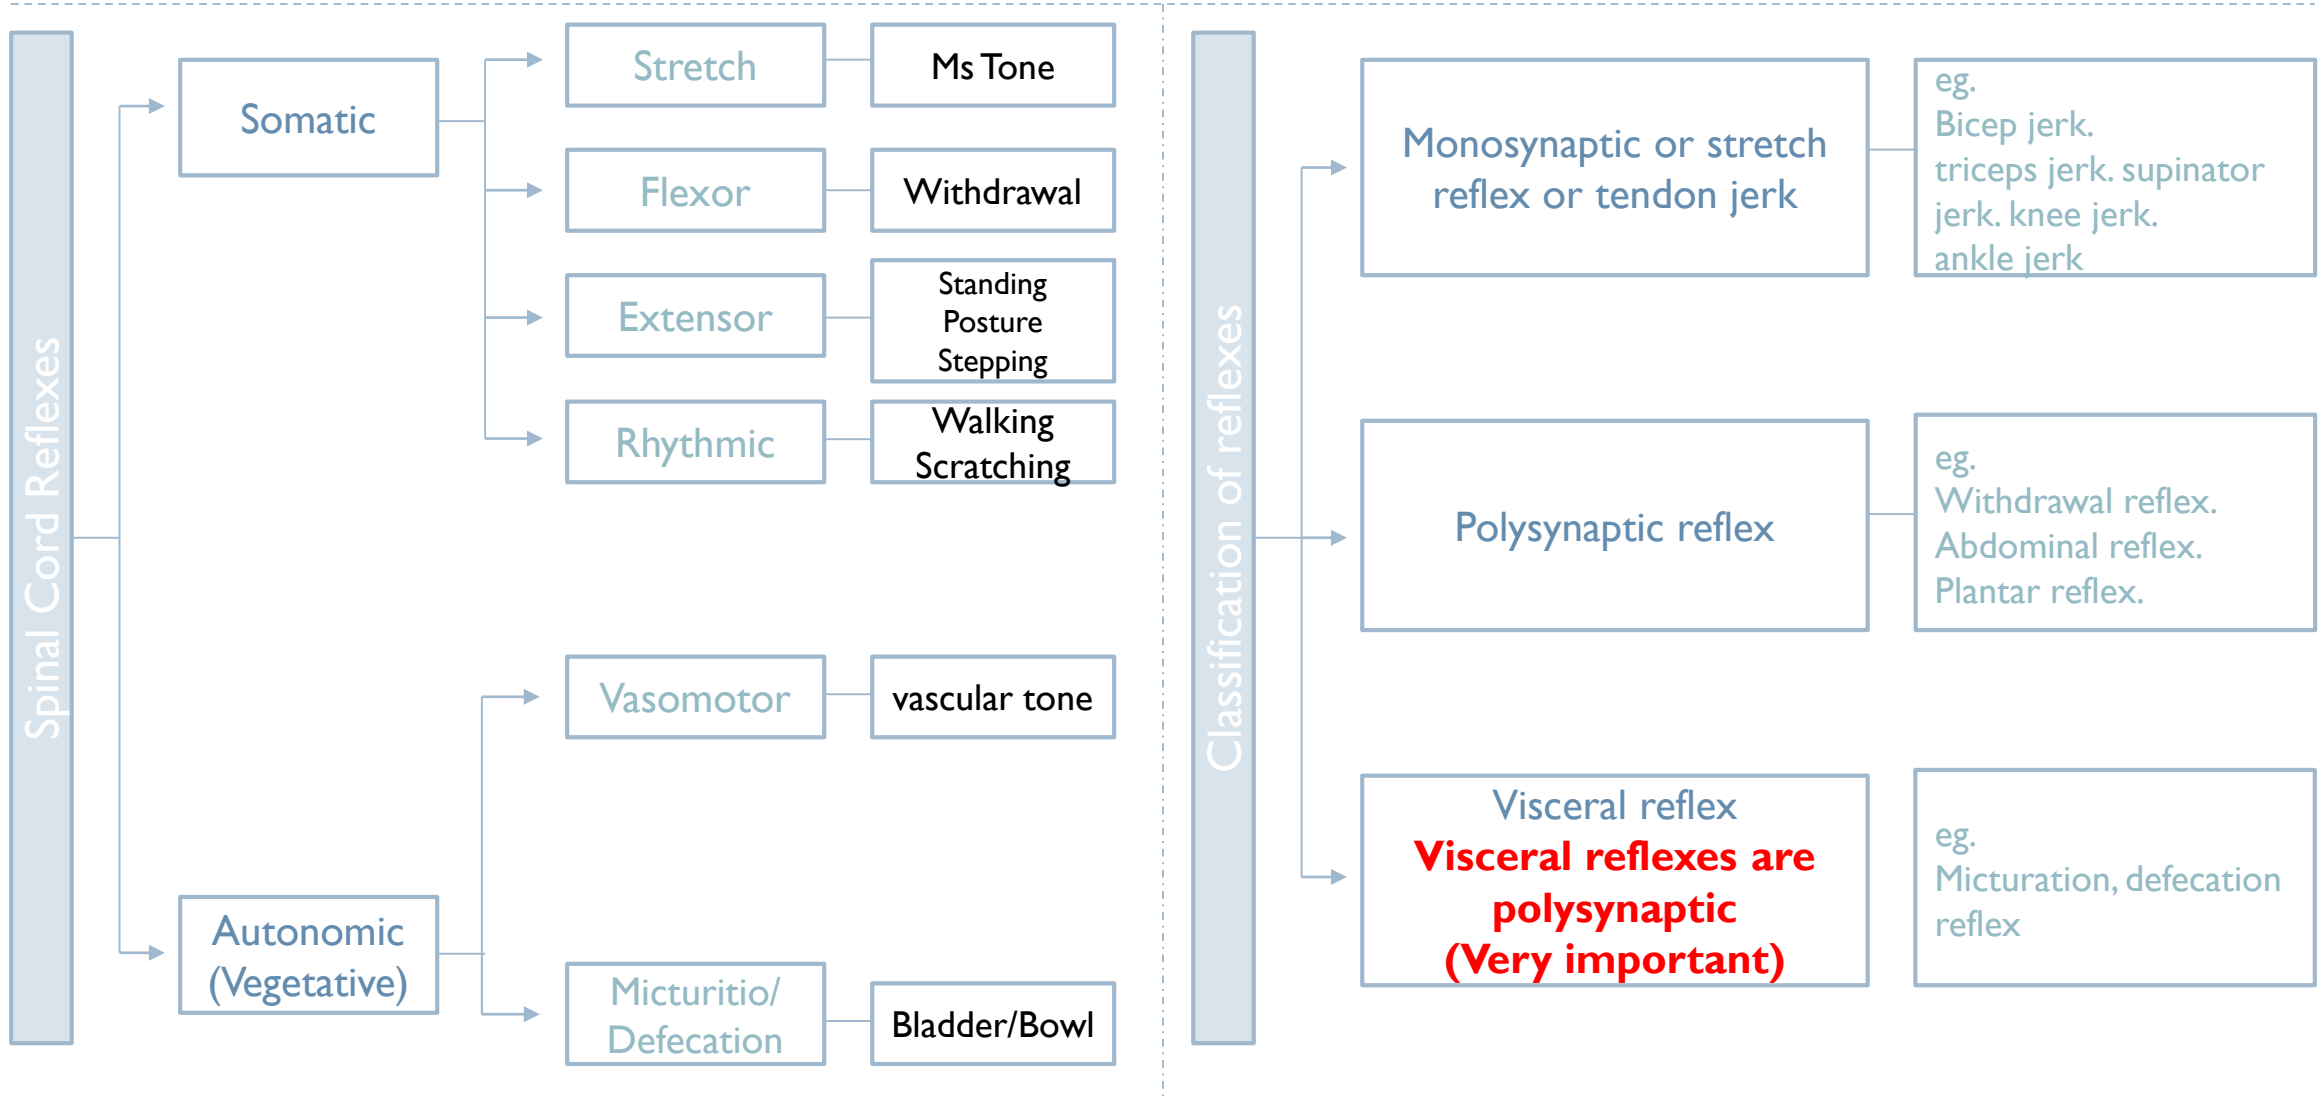 Spinal Cord Reflexes
Somatic
Stretch
Ms Tone
Flexor
Withdrawal
Extensor
Standing
Posture
Stepping
Rhythmic
Walking
Scratching
Autonomic
(Vegetative)
Vasomotor
vascular tone
Micturitio/
Defecation
Bladder/Bowl
Classification of reflexes
Monosynaptic or stretch
reflex or tendon jerk
eg.
Bicep jerk.
triceps jerk. supinator
jerk. knee jerk.
ankle jerk
Polysynaptic reflex
eg.
Withdrawal reflex.
Abdominal reflex.
Plantar reflex.
Visceral reflex
Visceral reflexes are
polysynaptic
(Very important)
eg.
Micturation, defecation
reflex